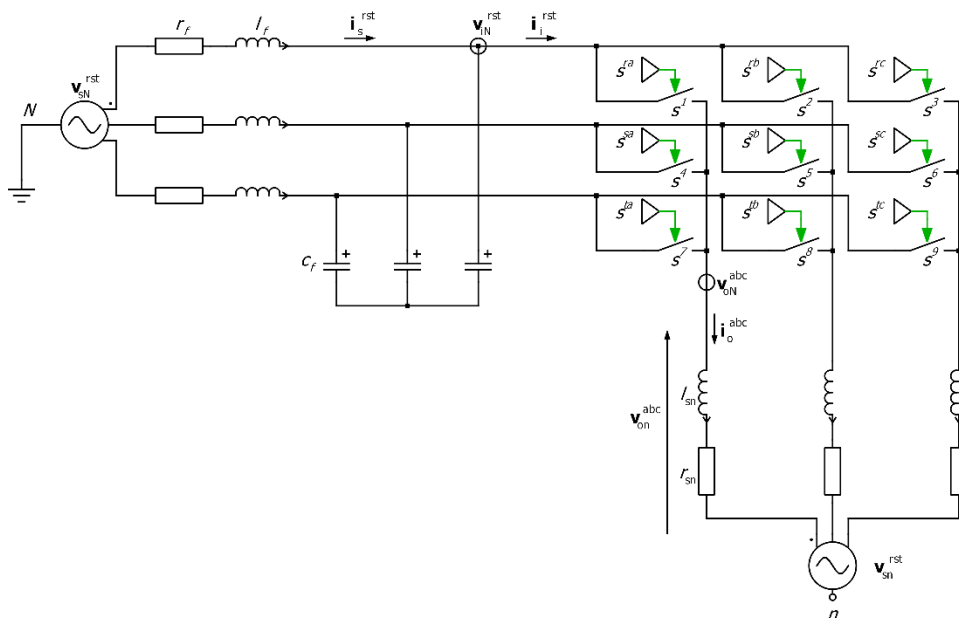 r_f l_f i_s^rst v_iN^rst i_i^rst
s^ra s^rb s^rc
v_sN^rst
N
s^1 s^2 s^3
s^sa s^sb s^sc
s^4 s^5 s^6
s^ta s^tb s^tc
s^7 s^8 s^9
c_f + + +
v_oN^abc
i_o^abc
l_sn
v_on^abc
r_sn
v_sn^rst
n